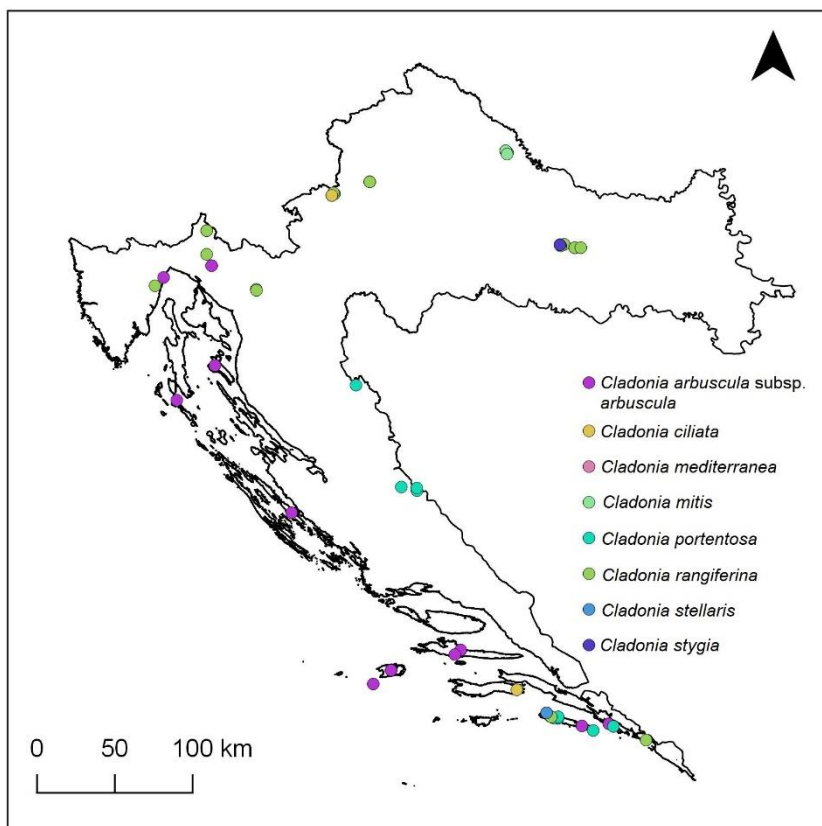 Cladonia arbuscula subsp.
arbuscula
Cladonia ciliata
Cladonia mediterranea
Cladonia mitis
Cladonia portentosa
Cladonia rangiferina
Cladonia stellaris
Cladonia stygia
0 50 100 km